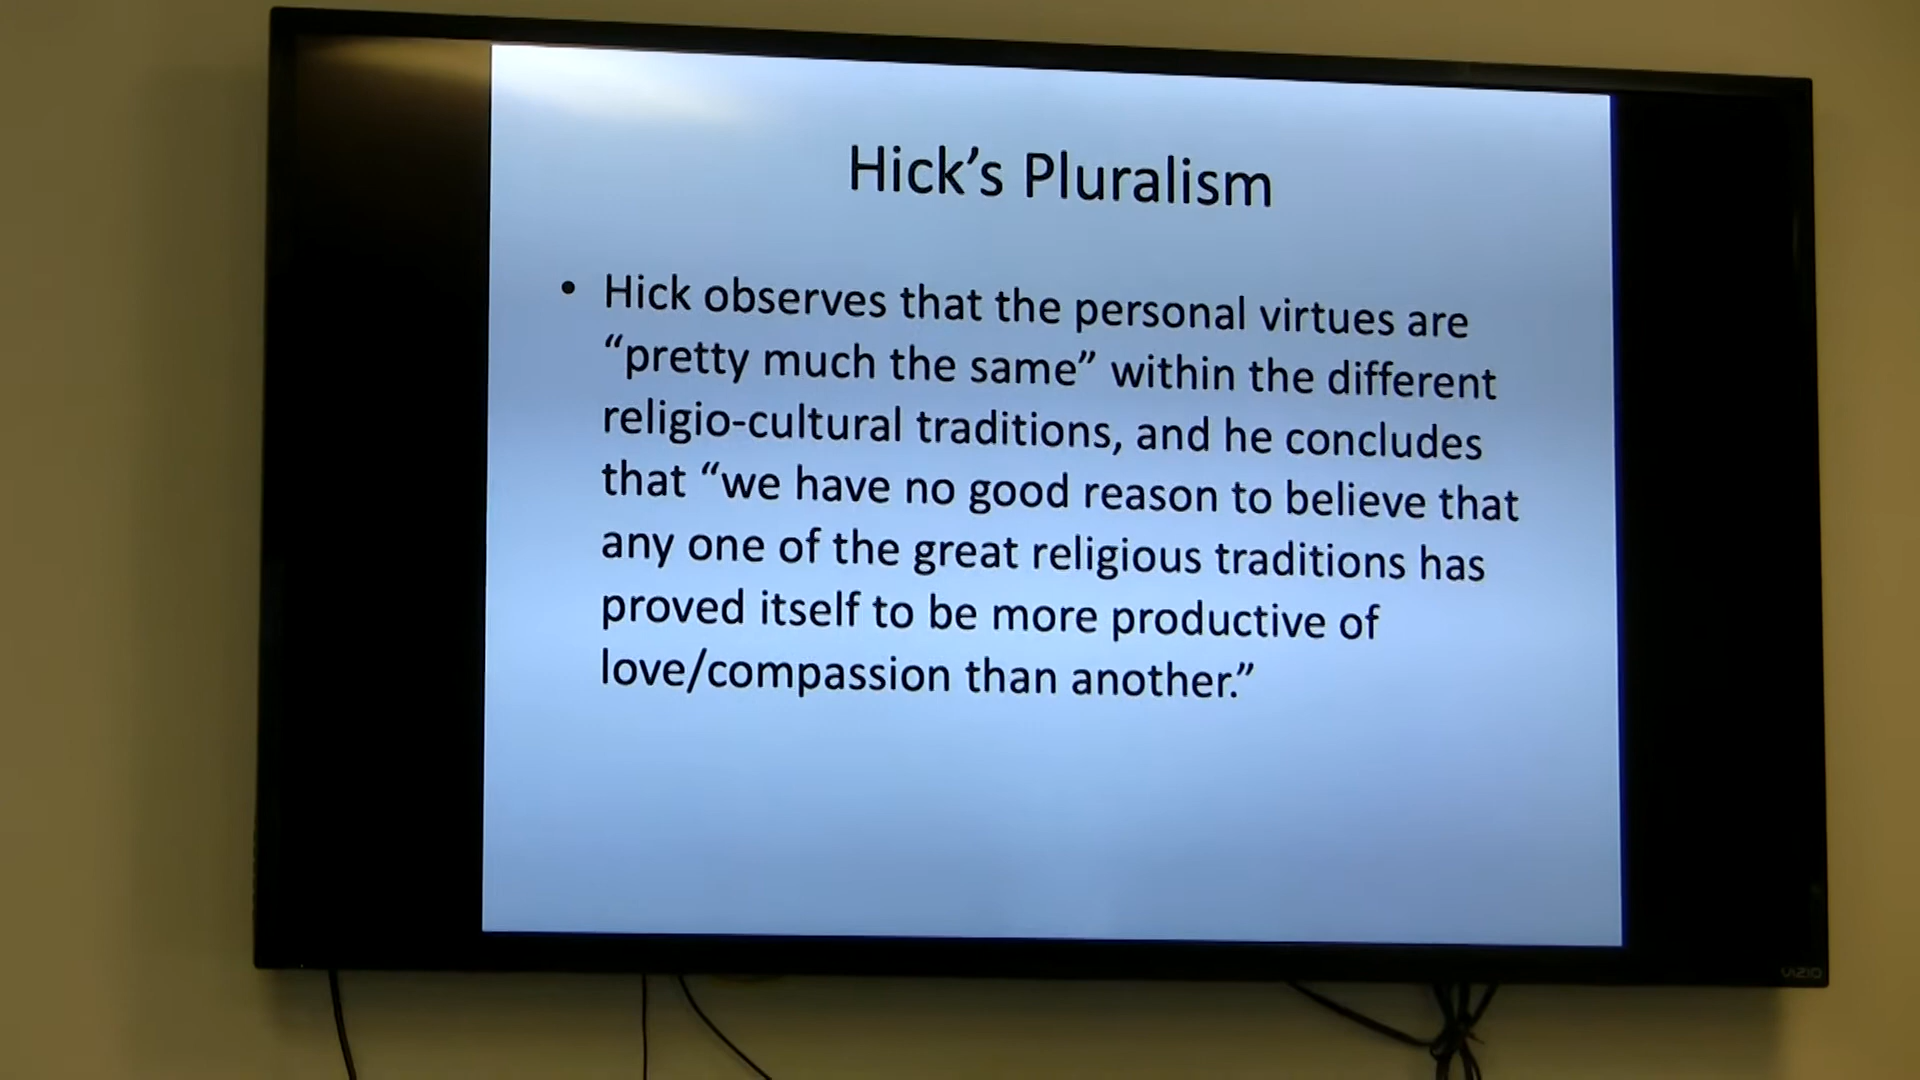 Hick’s Pluralism
• Hick observes that the personal virtues are
“pretty much the same” within the different
religio-cultural traditions, and he concludes
that “we have no good reason to believe that
any one of the great religious traditions has
proved itself to be more productive of
love/compassion than another.”
VIZIO